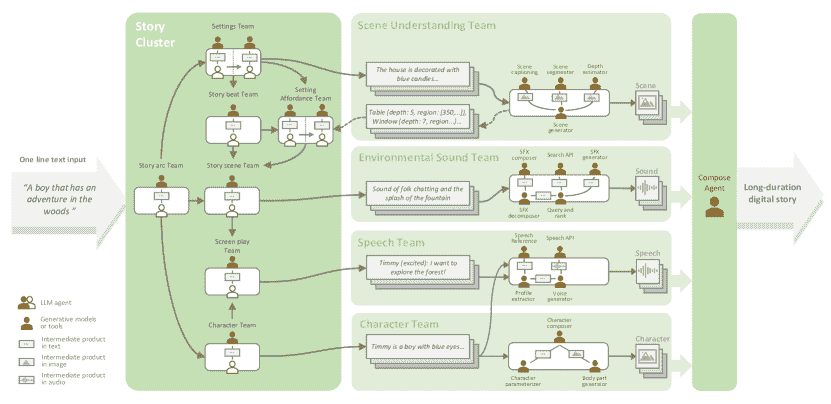 Story
Cluster
Settings Team
Story beat Team
Setting
Affordance Team
Story arc Team
Story scene Team
Screen play
Team
Character Team
One line text input
“A boy that has an
adventure in the
woods ”
LLM agent
Generative models
or tools
Intermediate product
in text
Intermediate product
in image
Intermediate product
in audio
Scene Understanding Team
The house is decorated with
blue candles...
Table (depth: 5, region: [350,...]),
Window (depth: 7, region...)...
Scene
captioning
Scene
segmenter
Depth
estimator
Scene
generator
Scene
Environmental Sound Team
Sound of folk chatting and the
splash of the fountain
SFX
composer
Search API
SFX
generator
SFX
decomposer
Query and
rank
Sound
Speech Team
Timmy (excited): I want to
explore the forest!
Speech
Reference
Speech API
Profile
extractor
Voice
generator
Speech
Character Team
Timmy is a boy with blue eyes...
Character
composer
Character
parameterizer
Body part
generator
Character
Compose
Agent
Long-duration
digital story